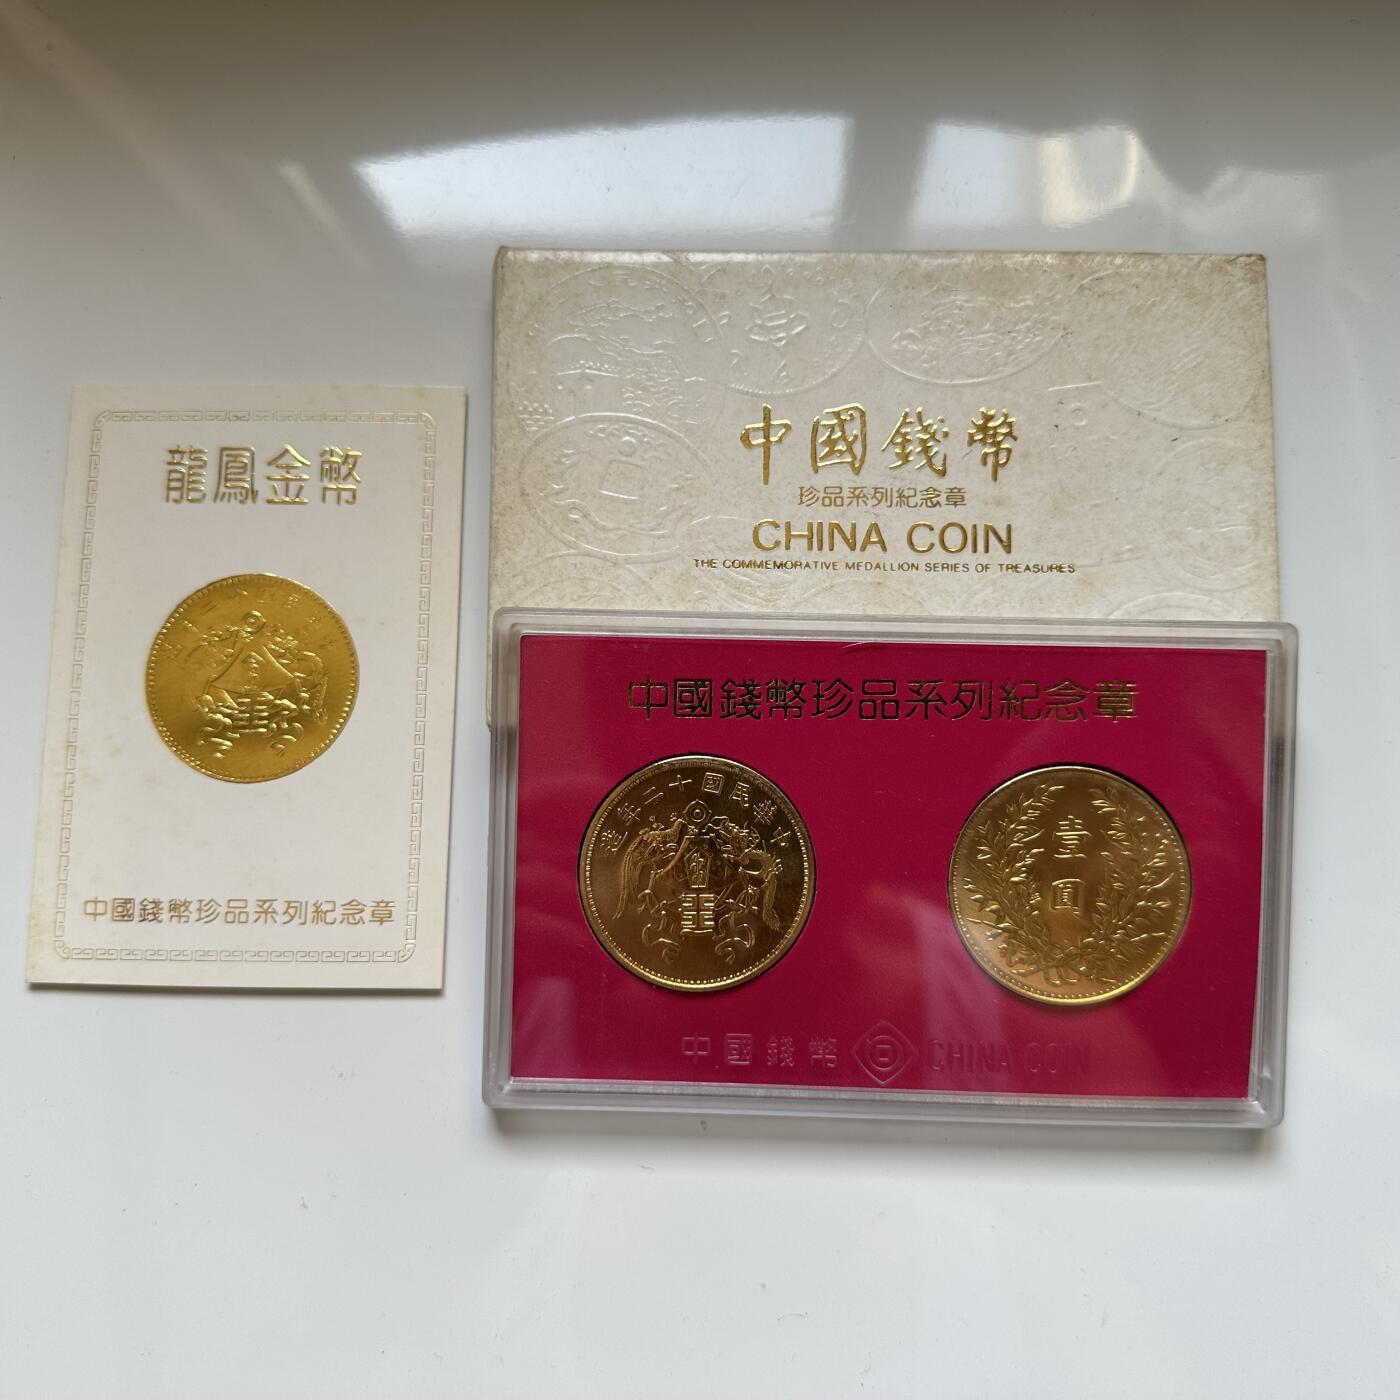 龍鳳金幣
中國錢幣珍品系列紀念章
中國錢幣
珍品系列紀念章
CHINA COIN
THE COMMEMORATIVE MEDALLION SERIES OF TREASURES
中國錢幣珍品系列紀念章
中華民國十二年造
壹圓
中國錢幣 CHINA COIN